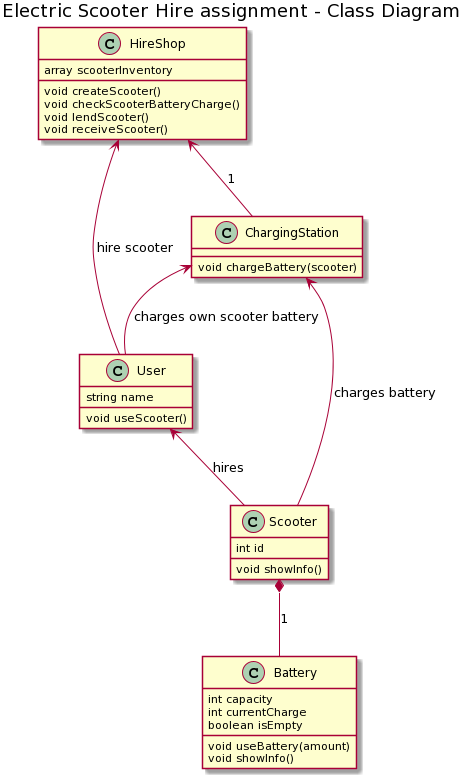 Electric Scooter Hire assignment - Class Diagram
C HireShop
array scooterInventory
void createScooter()
void checkScooterBatteryCharge()
void lendScooter()
void receiveScooter()
1
C ChargingStation
void chargeBattery(scooter)
hire scooter
charges own scooter battery
C User
string name
void useScooter()
charges battery
hires
C Scooter
int id
void showInfo()
1
C Battery
int capacity
int currentCharge
boolean isEmpty
void useBattery(amount)
void showInfo()